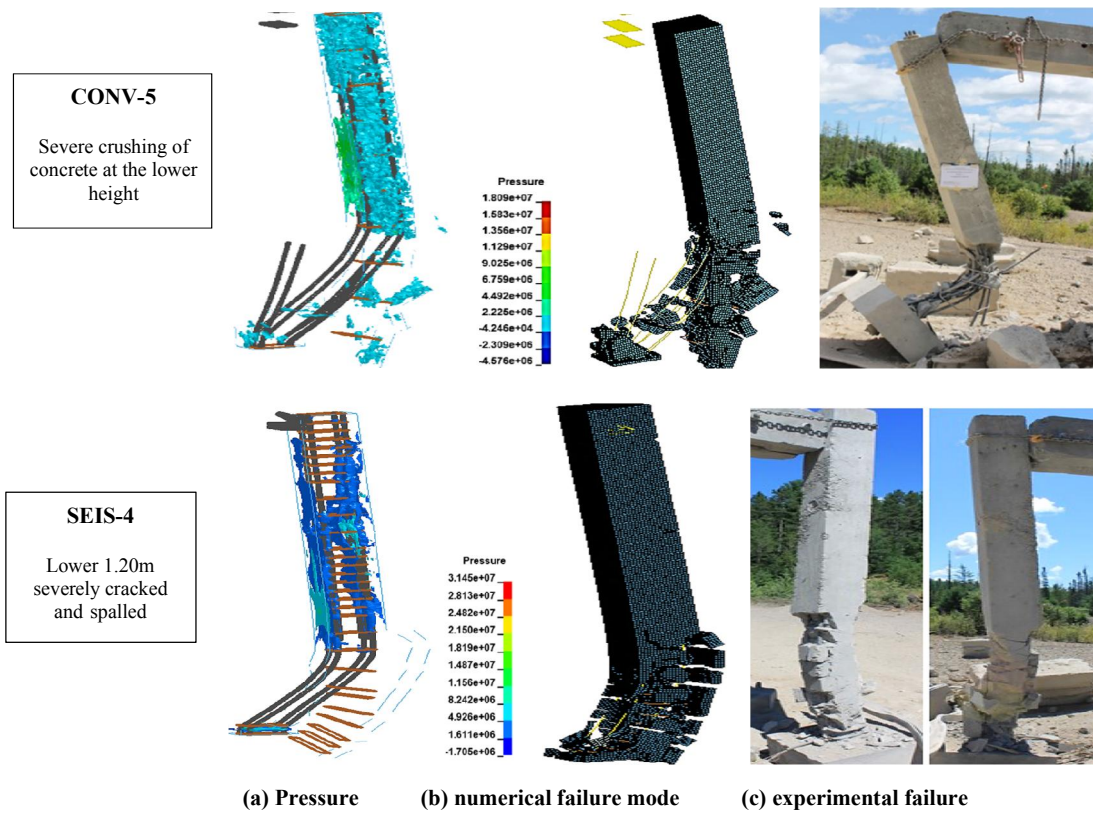 CONV-5
Severe crushing of
concrete at the lower
height
Pressure
1.809e+07
1.583e+07
1.356e+07
1.129e+07
9.025e+06
6.759e+06
4.492e+06
2.225e+06
-4.246e+04
-2.309e+06
-4.576e+06
SEIS-4
Lower 1.20m
severely cracked
and spalled
Pressure
3.145e+07
2.813e+07
2.482e+07
2.150e+07
1.819e+07
1.487e+07
1.156e+07
8.242e+06
4.926e+06
1.611e+06
-1.705e+06
(a) Pressure (b) numerical failure mode (c) experimental failure